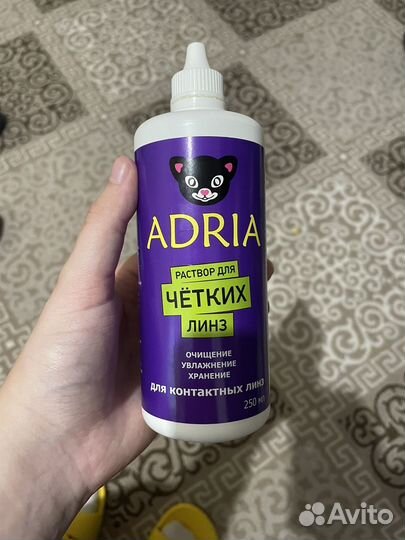 ADRIA
РАСТВОР ДЛЯ
ЧЁТКИХ
ЛИНЗ
ОЧИЩЕНИЕ
УВЛАЖНЕНИЕ
ХРАНЕНИЕ
для контактных линз
250 мл
Avito